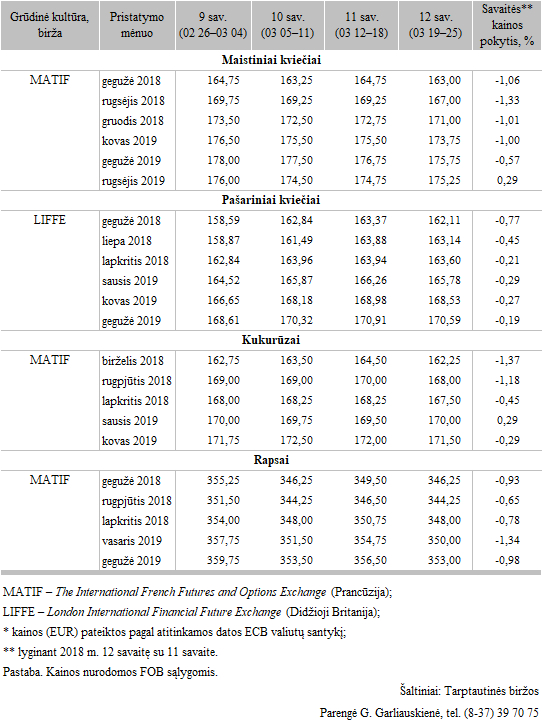 Grūdinė kultūra, Pristatymo 9 sav. 10 sav. 11 sav. 12 sav. Savaitės**
birža mėnuo (02 26–03 04) (03 05–11) (03 12–18) (03 19–25) kainos
pokytis, %
Maistiniai kviečiai
MATIF gegužė 2018 164,75 163,25 164,75 163,00 -1,06
rugsėjis 2018 169,75 169,25 169,25 167,00 -1,33
gruodis 2018 173,50 172,50 172,75 171,00 -1,01
kovas 2019 176,50 175,50 175,50 173,75 -1,00
gegužė 2019 178,00 177,50 176,75 175,75 -0,57
rugsėjis 2019 176,00 174,50 174,75 175,25 0,29
Pašariniai kviečiai
LIFFE gegužė 2018 158,59 162,84 163,37 162,11 -0,77
liepa 2018 158,87 161,49 163,88 163,14 -0,45
lapkritis 2018 162,84 163,96 163,94 163,60 -0,21
sausis 2019 164,52 165,87 166,26 165,78 -0,29
kovas 2019 166,65 168,18 168,98 168,53 -0,27
gegužė 2019 168,61 170,32 170,91 170,59 -0,19
Kukurūzai
MATIF birželis 2018 162,75 163,50 164,50 162,25 -1,37
rugpjūtis 2018 169,00 169,00 170,00 168,00 -1,18
lapkritis 2018 168,00 168,25 168,25 167,50 -0,45
sausis 2019 170,00 169,75 169,50 170,00 0,29
kovas 2019 171,75 172,50 172,00 171,50 -0,29
Rapsai
MATIF gegužė 2018 355,25 346,25 349,50 346,25 -0,93
rugpjūtis 2018 351,50 344,25 346,50 344,25 -0,65
lapkritis 2018 354,00 348,00 350,75 348,00 -0,78
vasaris 2019 357,75 351,50 354,75 350,00 -1,34
gegužė 2019 359,75 353,50 356,50 353,00 -0,98
MATIF – The International French Futures and Options Exchange (Prancūzija);
LIFFE – London International Financial Future Exchange (Didžioji Britanija);
* kainos (EUR) pateiktos pagal atitinkamos datos ECB valiutų santykį;
** lyginant 2018 m. 12 savaitę su 11 savaite.
Pastaba. Kainos nurodomos FOB sąlygomis.
Šaltiniai: Tarptautinės biržos
Parengė G. Garliauskienė, tel. (8-37) 39 70 75